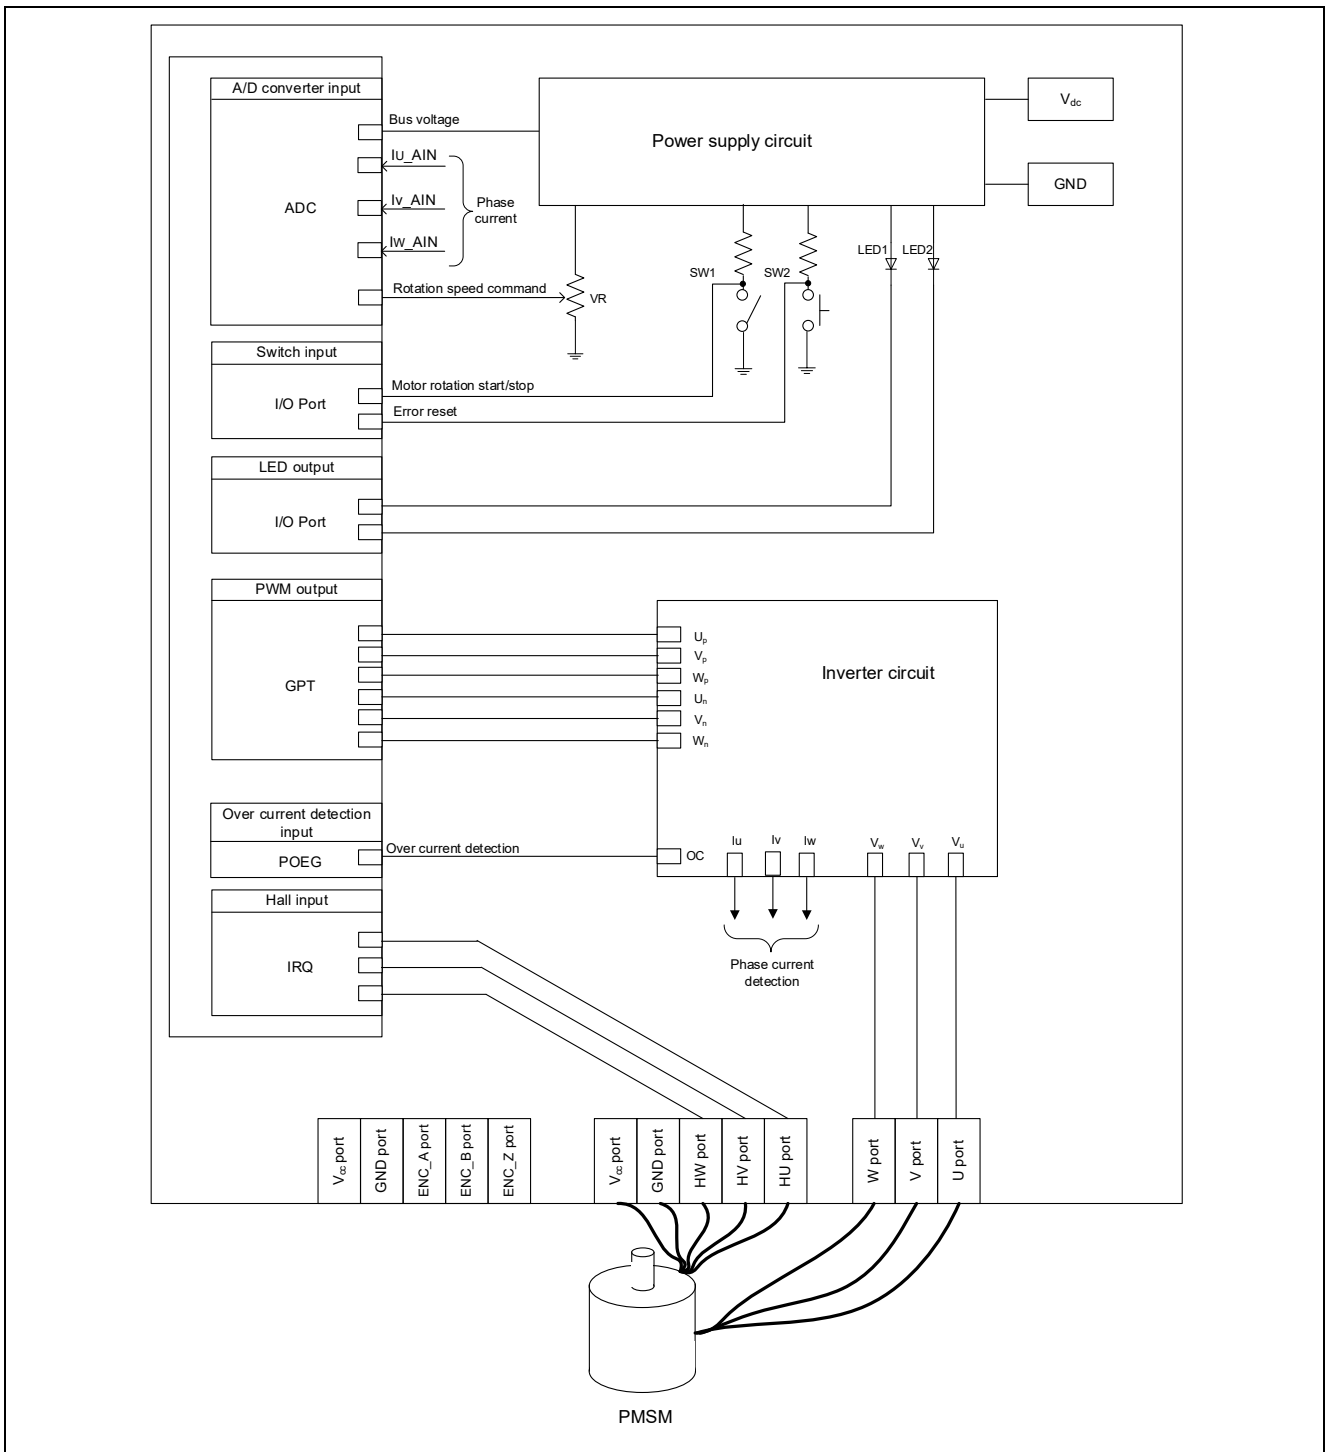 A/D converter input
ADC
Bus voltage
IU_AIN
Iv_AIN
Iw_AIN
Phase
current
Rotation speed command
VR
Power supply circuit
Vdc
GND
SW1
SW2
LED1
LED2
Switch input
I/O Port
Motor rotation start/stop
Error reset
LED output
I/O Port
PWM output
GPT
Up
Vp
Wp
Un
Vn
Wn
Inverter circuit
Over current detection
input
POEG
Over current detection
OC
Iu
Iv
Iw
Vw
Vv
Vu
Phase current
detection
Hall input
IRQ
Vcc port
GND port
ENC_A port
ENC_B port
ENC_Z port
Vcc port
GND port
HW port
HV port
HU port
W port
V port
U port
PMSM